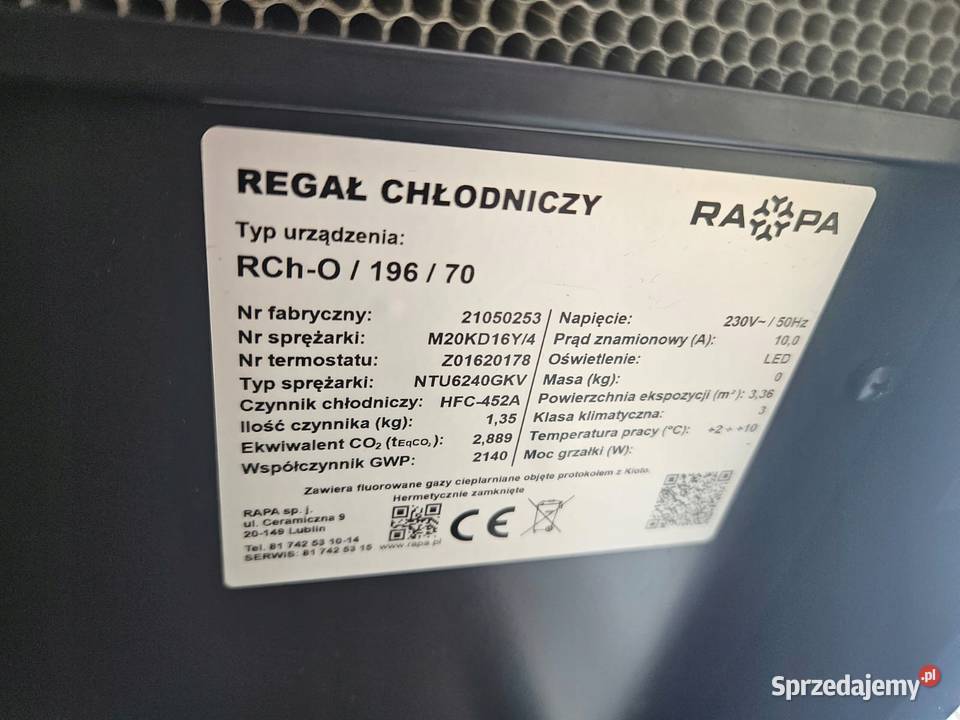 REGAŁ CHŁODNICZY
RAPA
Typ urządzenia:
RCh-O / 196 / 70
Nr fabryczny: 21050253
Nr sprężarki: M20KD16Y/4
Nr termostatu: Z01620178
Typ sprężarki: NTU6240GKV
Czynnik chłodniczy: HFC-452A
Ilość czynnika (kg): 1,35
Ekwiwalent CO₂ (tEqCO₂): 2,889
Współczynnik GWP: 2140
Napięcie: 230V~ / 50Hz
Prąd znamionowy (A): 10,0
Oświetlenie: LED
Masa (kg): 0
Powierzchnia ekspozycji (m²): 3,36
Klasa klimatyczna: 3
Temperatura pracy (°C): +2 ÷ +10
Moc grzałki (W): -
Zawiera fluorowane gazy cieplarniane objęte protokołem z Kioto.
Hermetycznie zamknięte
RAPA sp. j.
ul. Ceramiczna 9
20-149 Lublin
Tel. 81 742 53 10-14
SERWIS: 81 742 53 15
www.rapa.pl
CE
Sprzedajemy.pl